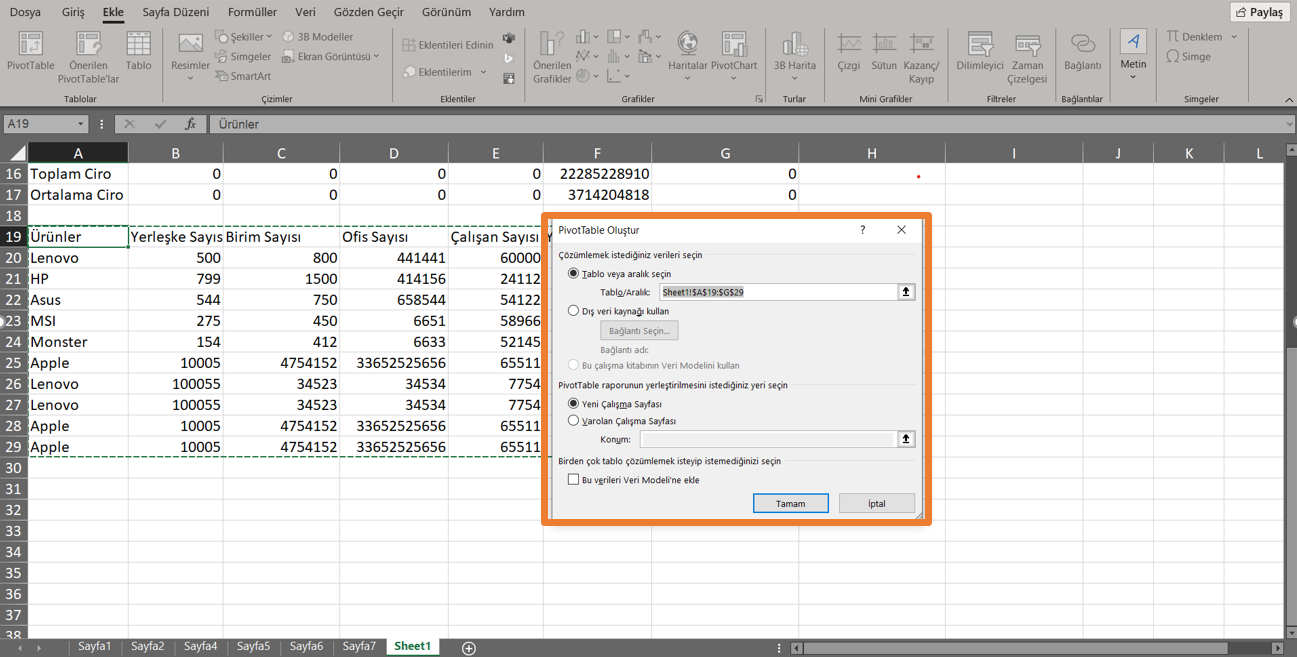 Dosya Giriş Ekle Sayfa Düzeni Formüller Veri Gözden Geçir Görünüm Yardım Paylaş
PivotTable Önerilen PivotTable'lar Tablo
Resimler Şekiller Simgeler SmartArt 3B Modeller Ekran Görüntüsü
Eklentileri Edinin Eklentilerim
Önerilen Grafikler Haritalar PivotChart 3B Harita
Çizgi Sütun Kazanç/ Kayıp Dilimleyici Zaman Çizelgesi Bağlantı Metin Denklem Simge
Tablolar Çizimler Eklentiler Grafikler Turlar Mini Grafikler Filtreler Bağlantılar Simgeler
A19 fx Ürünler
A B C D E F G H I J K L
16 Toplam Ciro 0 0 0 0 22285228910 0
17 Ortalama Ciro 0 0 0 0 3714204818 0
18
19 Ürünler Yerleşke Sayıs Birim Sayısı Ofis Sayısı Çalışan Sayısı Y
20 Lenovo 500 800 441441 60000
21 HP 799 1500 414156 24112
22 Asus 544 750 658544 54122
23 MSI 275 450 6651 58966
24 Monster 154 412 6633 52145
25 Apple 10005 4754152 33652525656 65511
26 Lenovo 100055 34523 34534 7754
27 Lenovo 100055 34523 34534 7754
28 Apple 10005 4754152 33652525656 65511
29 Apple 10005 4754152 33652525656 65511
30
31
32
33
34
35
36
37
38
PivotTable Oluştur ?
Çözümlemek istediğiniz verileri seçin
Tablo veya aralık seçin
Tablo/Aralık: Sheet1!$A$19:$G$29
Dış veri kaynağı kullan
Bağlantı Seçin...
Bağlantı adı:
Bu çalışma kitabının Veri Modelini kullan
PivotTable raporunun yerleştirilmesini istediğiniz yeri seçin
Yeni Çalışma Sayfası
Varolan Çalışma Sayfası
Konum:
Birden çok tablo çözümlemek isteyip istemediğinizi seçin
Bu verileri Veri Modeli'ne ekle
Tamam İptal
Sayfa1 Sayfa2 Sayfa4 Sayfa5 Sayfa6 Sayfa7 Sheet1